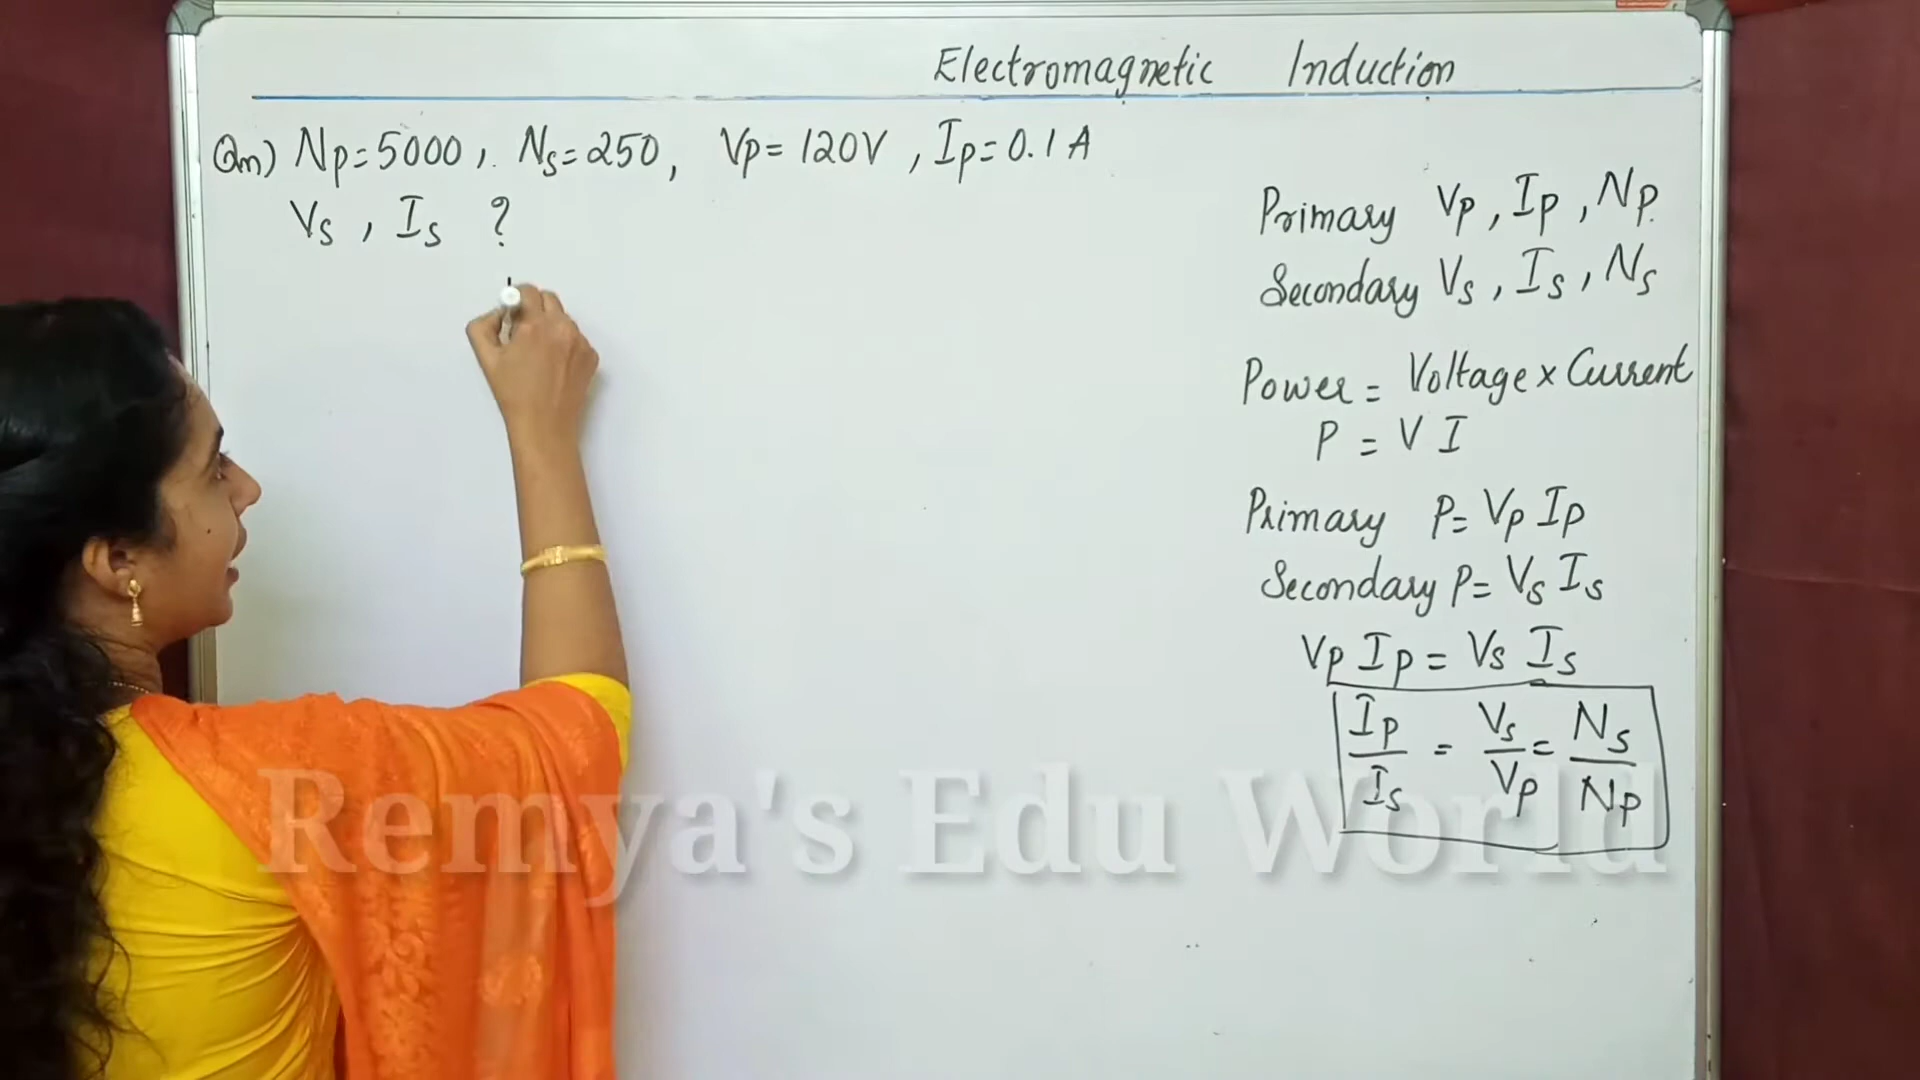 Electromagnetic Induction
Qn) Np=5000, Ns=250, Vp=120V, Ip=0.1A
Vs, Is ?
Primary Vp, Ip, Np.
Secondary Vs, Is, Ns
Power = Voltage x Current
P = V I
Primary P= Vp Ip
Secondary P= Vs Is
Vp Ip = Vs Is
Ip/Is = Vs/Vp = Ns/Np
Remya's Edu World